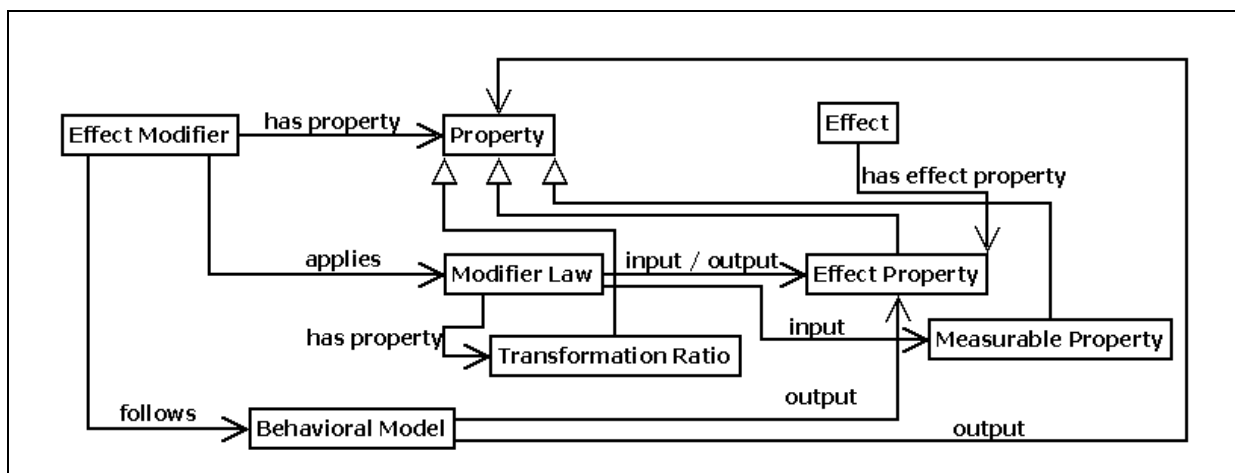 Effect Modifier
has property
Property
Effect
has effect property
applies
Modifier Law
input / output
Effect Property
has property
Transformation Ratio
input
Measurable Property
follows
Behavioral Model
output
output